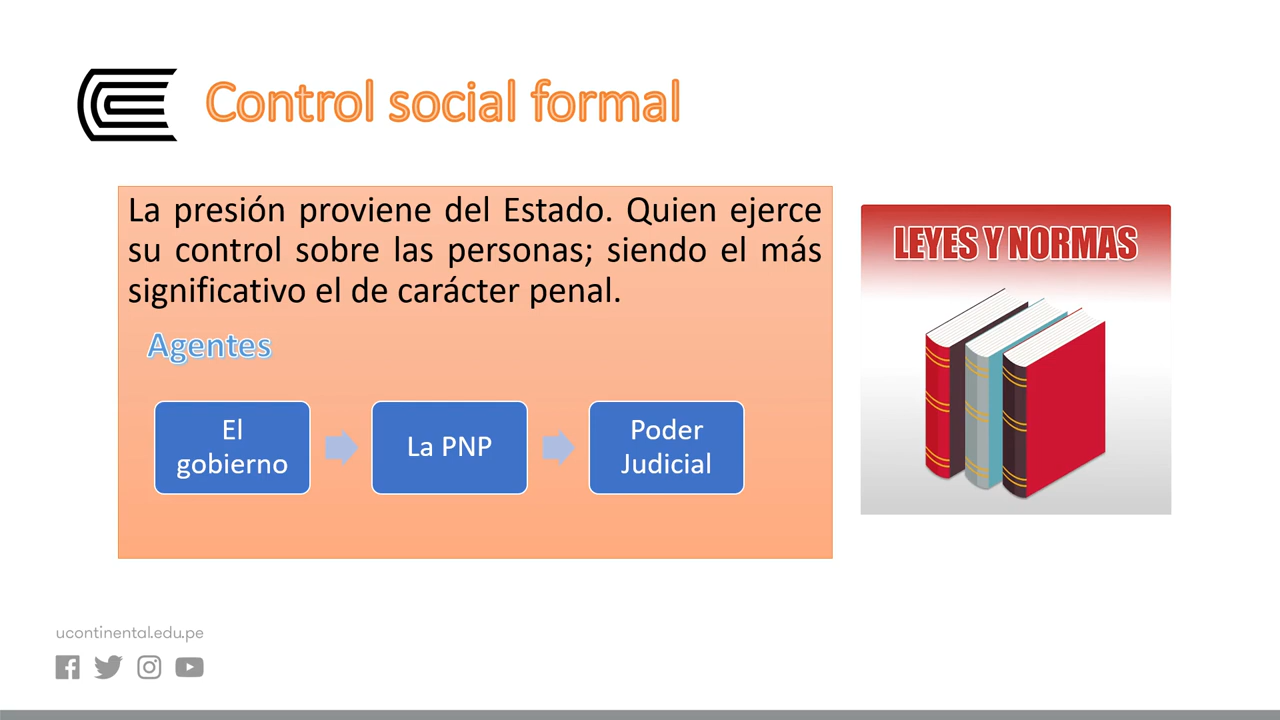 Control social formal
La presión proviene del Estado. Quien ejerce
su control sobre las personas; siendo el más
significativo el de carácter penal.
Agentes
El
gobierno
La PNP
Poder
Judicial
LEYES Y NORMAS
ucontinental.edu.pe